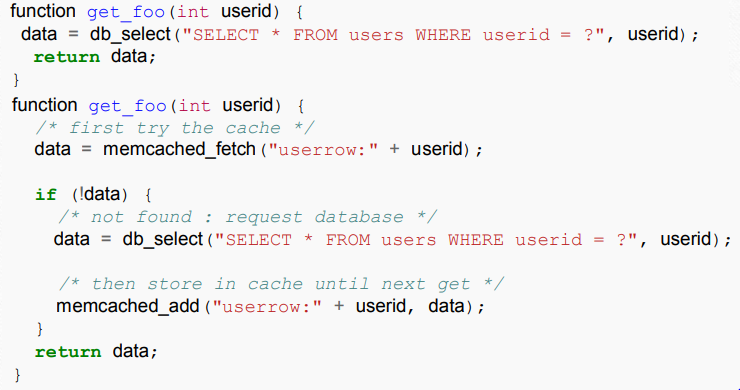 function get_foo(int userid) {
data = db_select("SELECT * FROM users WHERE userid = ?", userid);
return data;
}
function get_foo(int userid) {
/* first try the cache */
data = memcached_fetch("userrow:" + userid);
if (!data) {
/* not found : request database */
data = db_select("SELECT * FROM users WHERE userid = ?", userid);
/* then store in cache until next get */
memcached_add("userrow:" + userid, data);
}
return data;
}